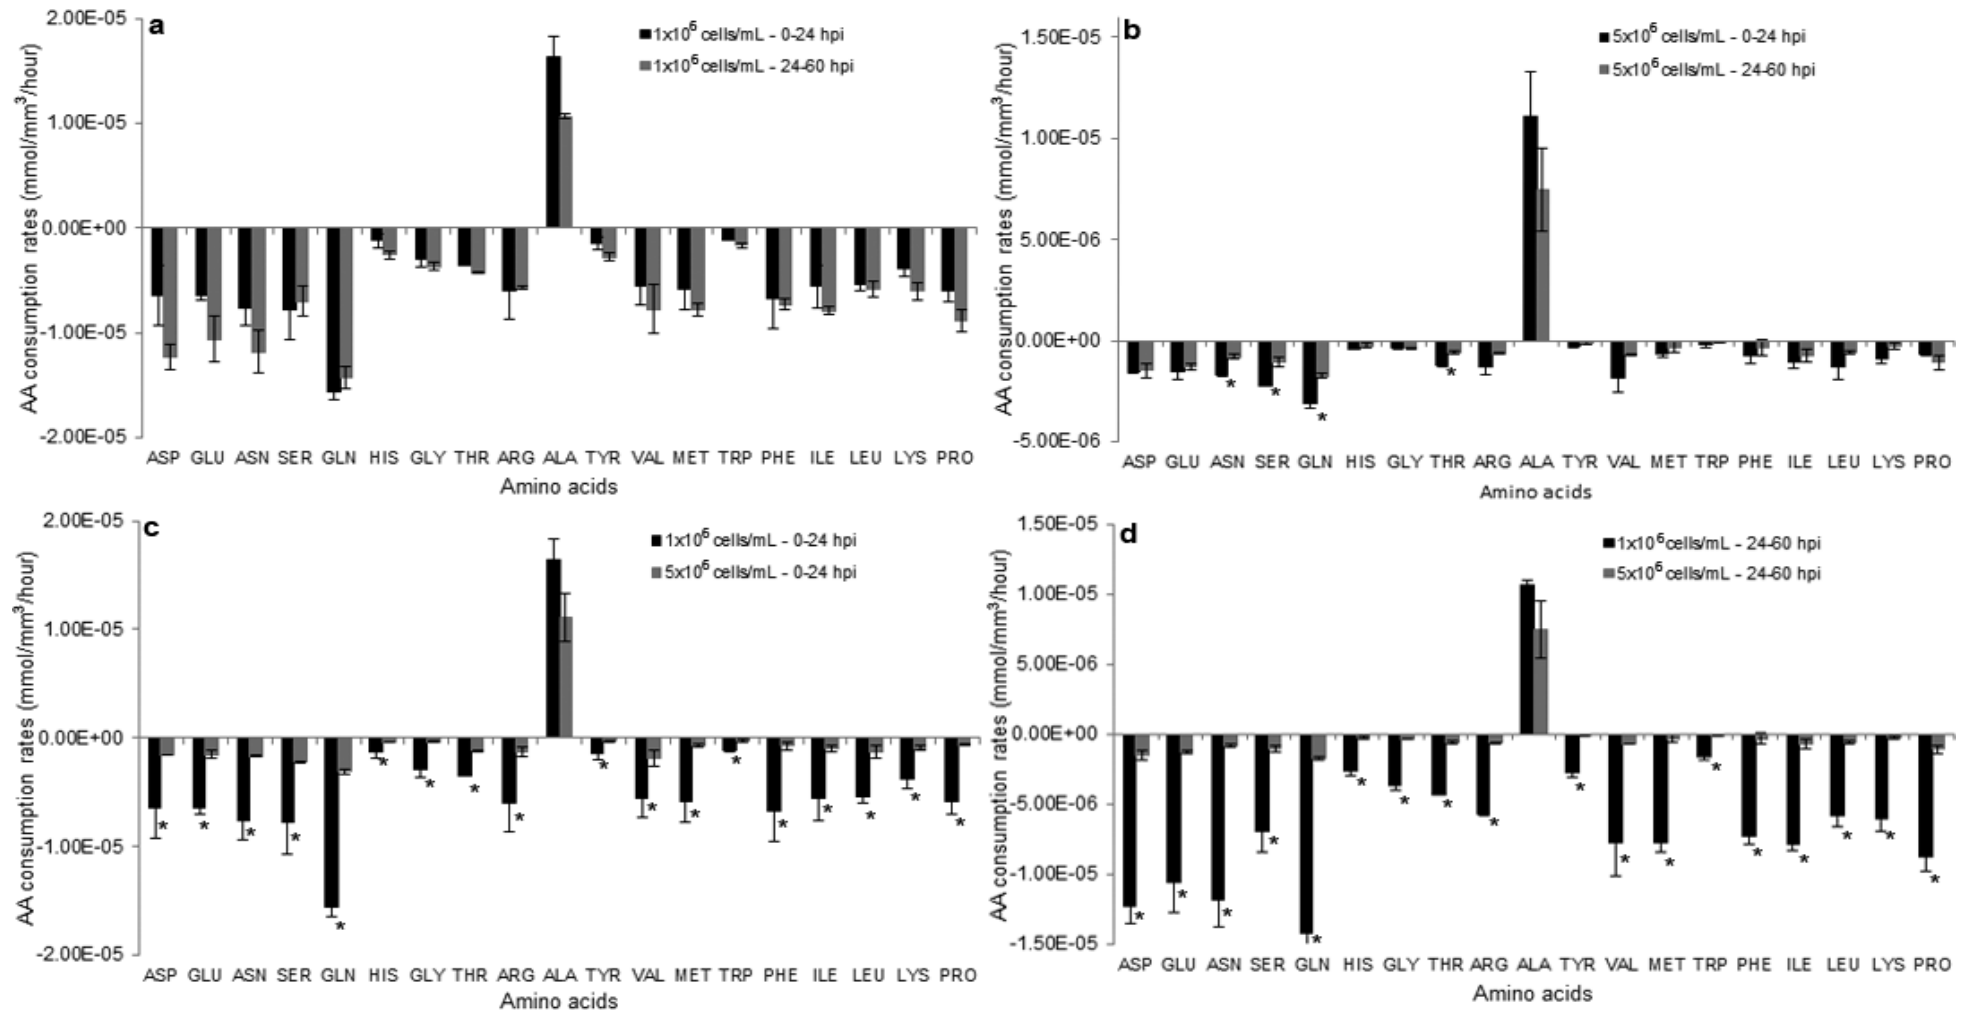 a
AA consumption rates (mmol/mm³/hour)
2.00E-05
1.00E-05
0.00E+00
-1.00E-05
-2.00E-05
1x10⁶ cells/mL - 0-24 hpi
1x10⁶ cells/mL - 24-60 hpi
ASP GLU ASN SER GLN HIS GLY THR ARG ALA TYR VAL MET TRP PHE ILE LEU LYS PRO
Amino acids
b
AA consumption rates (mmol/mm³/hour)
1.50E-05
1.00E-05
5.00E-06
0.00E+00
-5.00E-06
5x10⁶ cells/mL - 0-24 hpi
5x10⁶ cells/mL - 24-60 hpi
* * * *
ASP GLU ASN SER GLN HIS GLY THR ARG ALA TYR VAL MET TRP PHE ILE LEU LYS PRO
Amino acids
c
AA consumption rates (mmol/mm³/hour)
2.00E-05
1.00E-05
0.00E+00
-1.00E-05
-2.00E-05
1x10⁶ cells/mL - 0-24 hpi
5x10⁶ cells/mL - 0-24 hpi
* * * * * * * * * * * * * * * * * *
ASP GLU ASN SER GLN HIS GLY THR ARG ALA TYR VAL MET TRP PHE ILE LEU LYS PRO
Amino acids
d
AA consumption rates (mmol/mm³/hour)
1.50E-05
1.00E-05
5.00E-06
0.00E+00
-5.00E-06
-1.00E-05
-1.50E-05
1x10⁶ cells/mL - 24-60 hpi
5x10⁶ cells/mL - 24-60 hpi
* * * * * * * * * * * * * * * * * *
ASP GLU ASN SER GLN HIS GLY THR ARG ALA TYR VAL MET TRP PHE ILE LEU LYS PRO
Amino acids